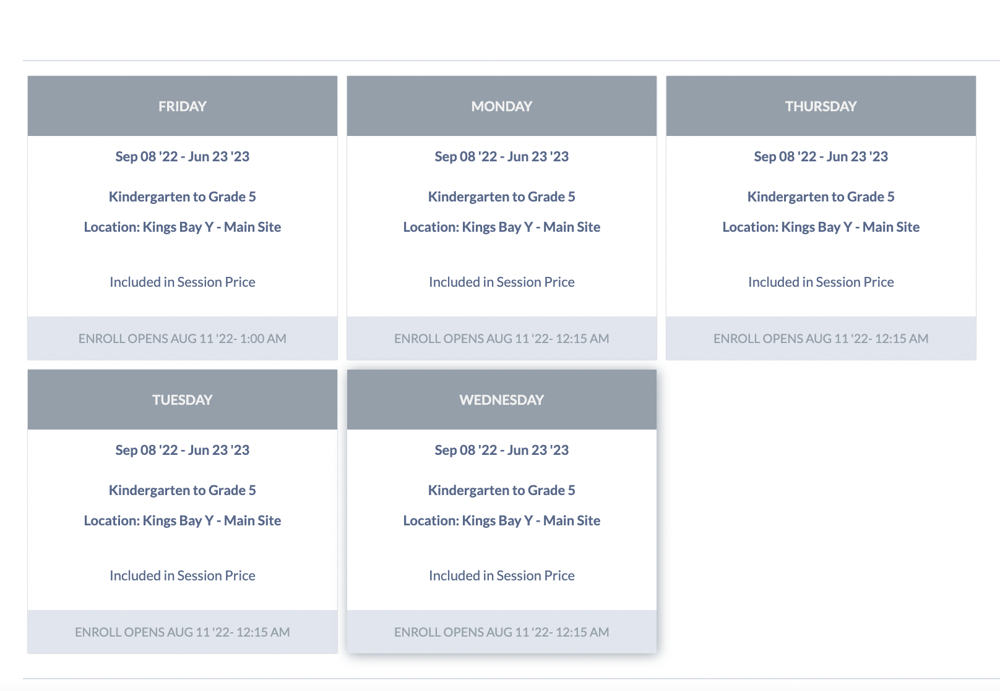 FRIDAY
Sep 08 '22 - Jun 23 '23
Kindergarten to Grade 5
Location: Kings Bay Y - Main Site
Included in Session Price
ENROLL OPENS AUG 11 '22- 1:00 AM
MONDAY
Sep 08 '22 - Jun 23 '23
Kindergarten to Grade 5
Location: Kings Bay Y - Main Site
Included in Session Price
ENROLL OPENS AUG 11 '22- 12:15 AM
THURSDAY
Sep 08 '22 - Jun 23 '23
Kindergarten to Grade 5
Location: Kings Bay Y - Main Site
Included in Session Price
ENROLL OPENS AUG 11 '22- 12:15 AM
TUESDAY
Sep 08 '22 - Jun 23 '23
Kindergarten to Grade 5
Location: Kings Bay Y - Main Site
Included in Session Price
ENROLL OPENS AUG 11 '22- 12:15 AM
WEDNESDAY
Sep 08 '22 - Jun 23 '23
Kindergarten to Grade 5
Location: Kings Bay Y - Main Site
Included in Session Price
ENROLL OPENS AUG 11 '22- 12:15 AM